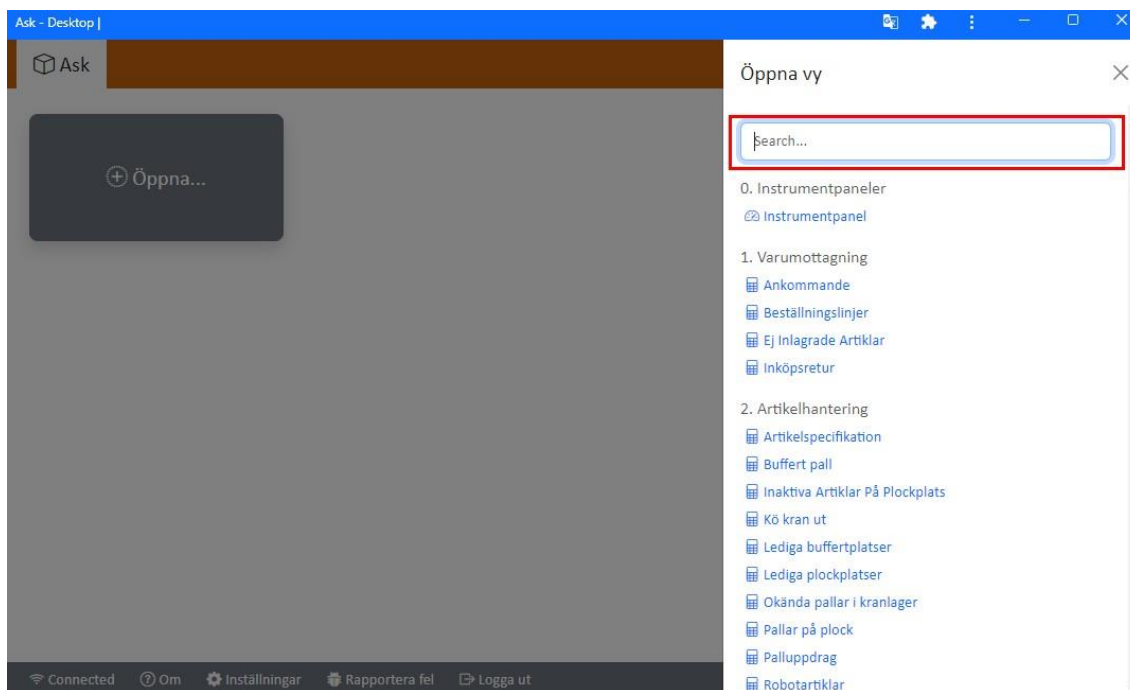 Ask - Desktop |
Ask
Öppna...
Öppna vy
Search...
0. Instrumentpaneler
Instrumentpanel
1. Varumottagning
Ankommande
Beställningslinjer
Ej Inlagrade Artiklar
Inköpsretur
2. Artikelhantering
Artikelspecifikation
Buffert pall
Inaktiva Artiklar På Plockplats
Kö kran ut
Lediga buffertplatser
Lediga plockplatser
Okända pallar i kranlager
Pallar på plock
Palluppdrag
Robotartiklar
Connected Om Inställningar Rapportera fel Logga ut